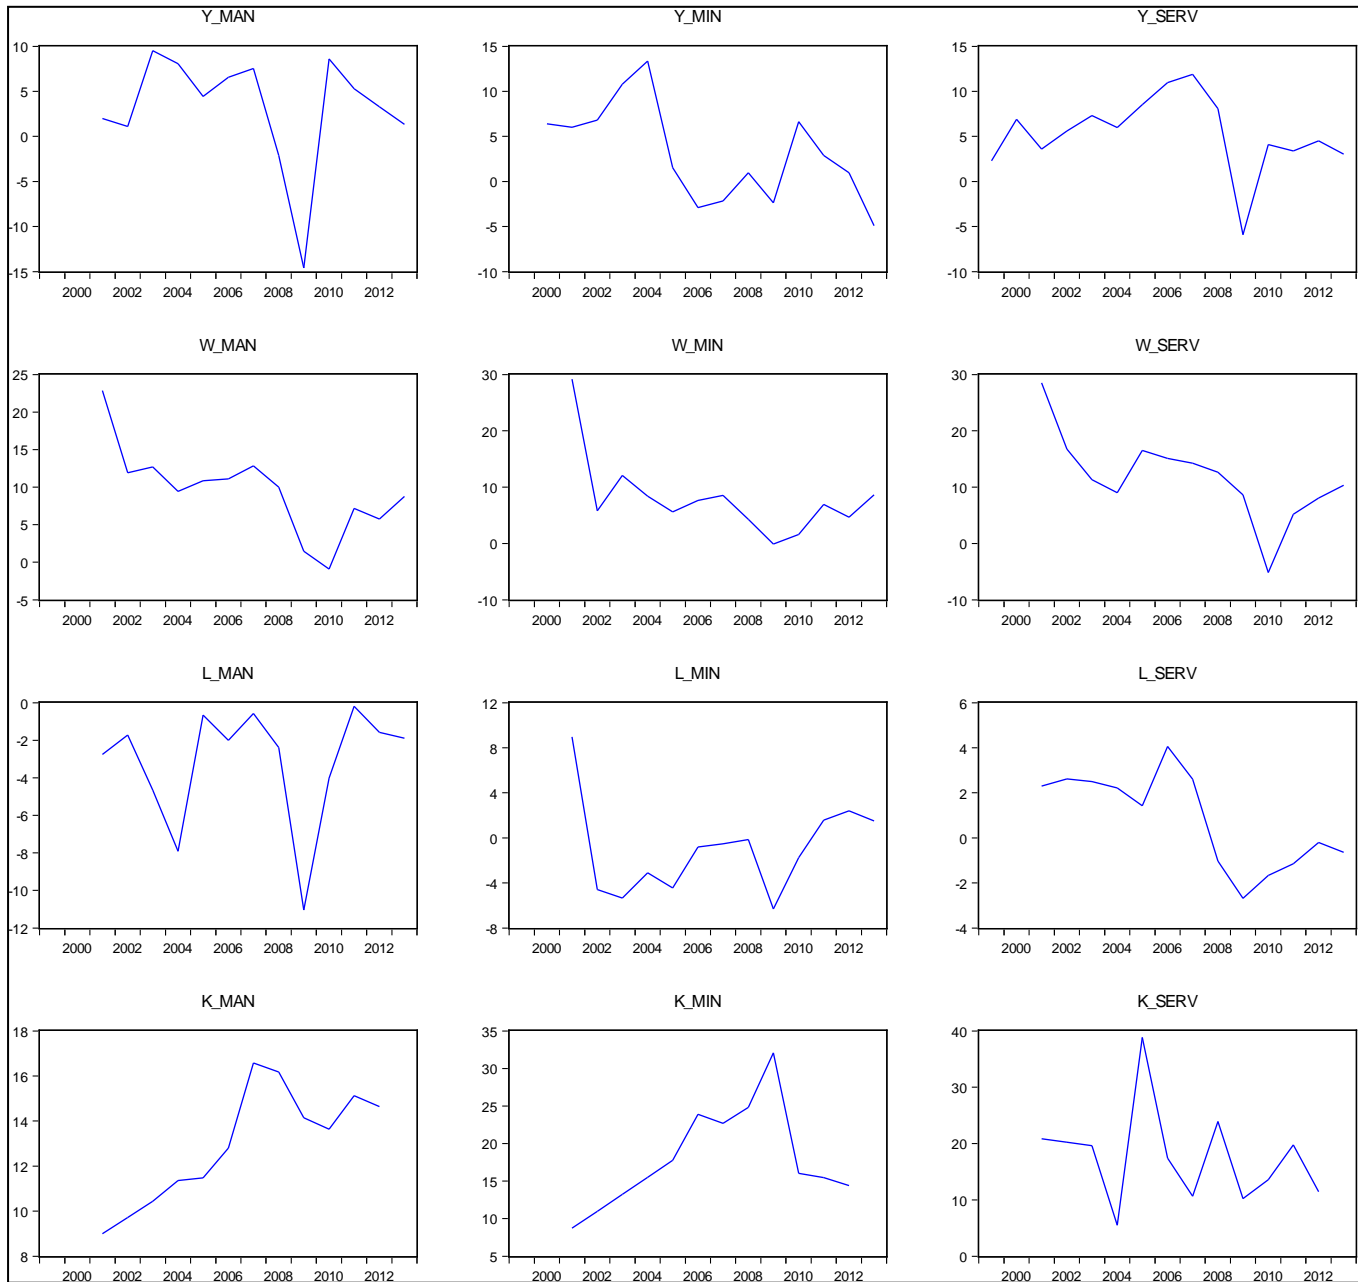 Y_MAN Y_MIN Y_SERV
10 15 15
5 10 10
0 5 5
-5 0 0
-10 -5 -5
-15 -10 -10
2000 2002 2004 2006 2008 2010 2012 2000 2002 2004 2006 2008 2010 2012 2000 2002 2004 2006 2008 2010 2012
W_MAN W_MIN W_SERV
25 30 30
20
15 20 20
10 10 10
5
0 0 0
-5 -10 -10
2000 2002 2004 2006 2008 2010 2012 2000 2002 2004 2006 2008 2010 2012 2000 2002 2004 2006 2008 2010 2012
L_MAN L_MIN L_SERV
0 12 6
-2 8 4
-4 4 2
-6 0 0
-8 -4 -2
-10
-12 -8 -4
2000 2002 2004 2006 2008 2010 2012 2000 2002 2004 2006 2008 2010 2012 2000 2002 2004 2006 2008 2010 2012
K_MAN K_MIN K_SERV
18 35 40
16 30 30
14 25
12 20 20
10 15 10
10
8 5 0
2000 2002 2004 2006 2008 2010 2012 2000 2002 2004 2006 2008 2010 2012 2000 2002 2004 2006 2008 2010 2012